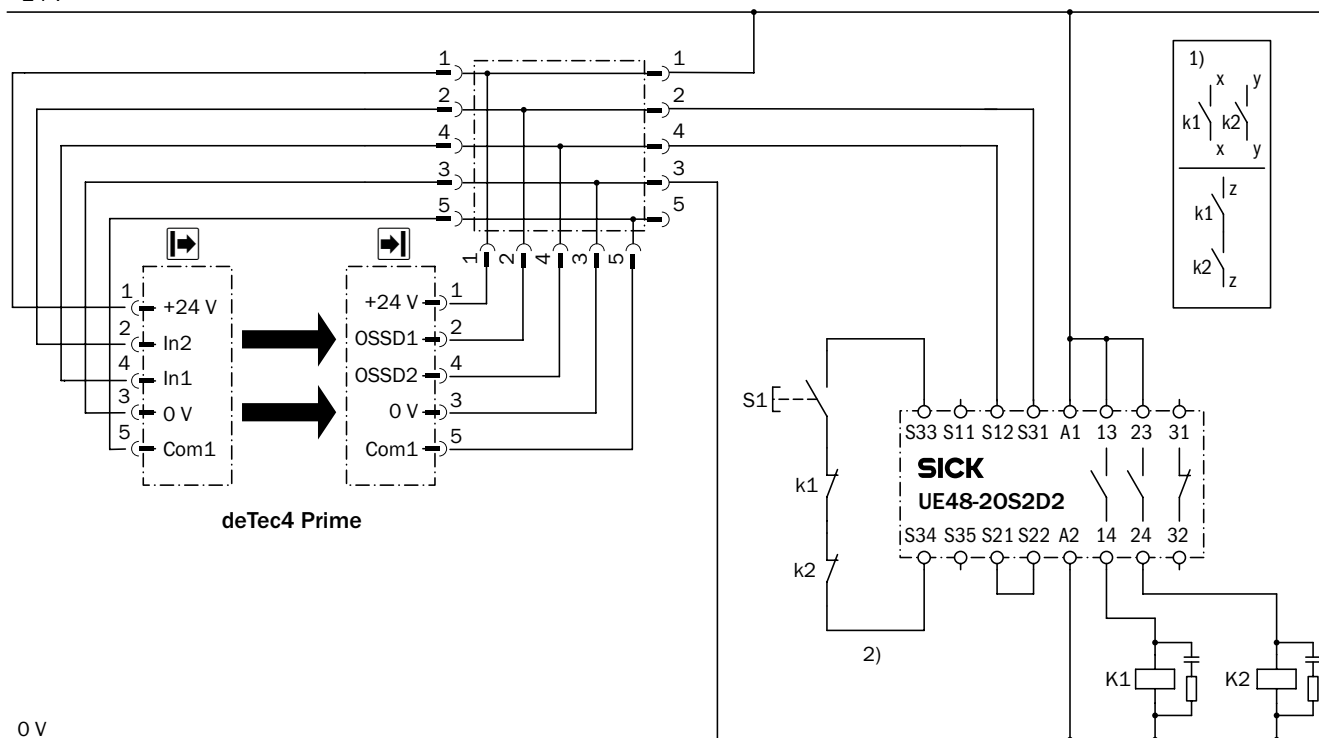 1
2
4
3
5
1
2
4
3
5
1
2
4
3
5
1)
x
y
k1
k2
x
y
z
k1
k2
z
1
+24 V
2
In2
4
In1
3
0 V
5
Com1
+24 V
1
OSSD1
2
OSSD2
4
0 V
3
Com1
5
deTec4 Prime
S1
k1
k2
2)
S33 S11 S12 S31 A1 13 23 31
SICK
UE48-20S2D2
S34 S35 S21 S22 A2 14 24 32
K1
K2
0 V